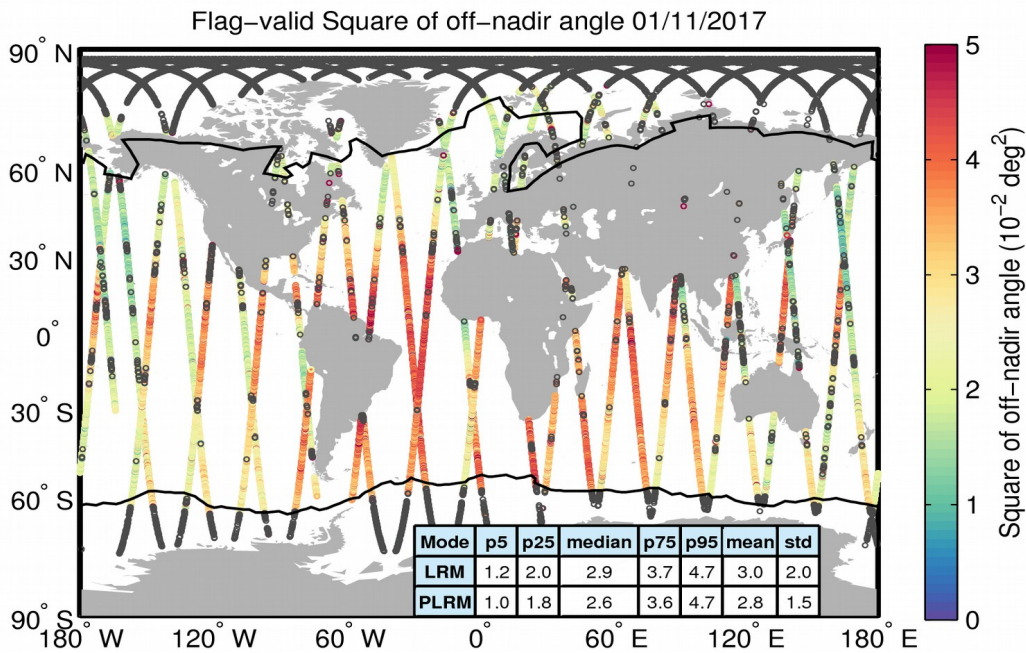 Flag−valid Square of off−nadir angle 01/11/2017
90° N
60° N
30° N
0°
30° S
60° S
90° S
180° W
120° W
60° W
0°
60° E
120° E
180° E
Mode p5 p25 median p75 p95 mean std
LRM 1.2 2.0 2.9 3.7 4.7 3.0 2.0
PLRM 1.0 1.8 2.6 3.6 4.7 2.8 1.5
5
4
3
2
1
0
Square of off−nadir angle (10⁻² deg²)